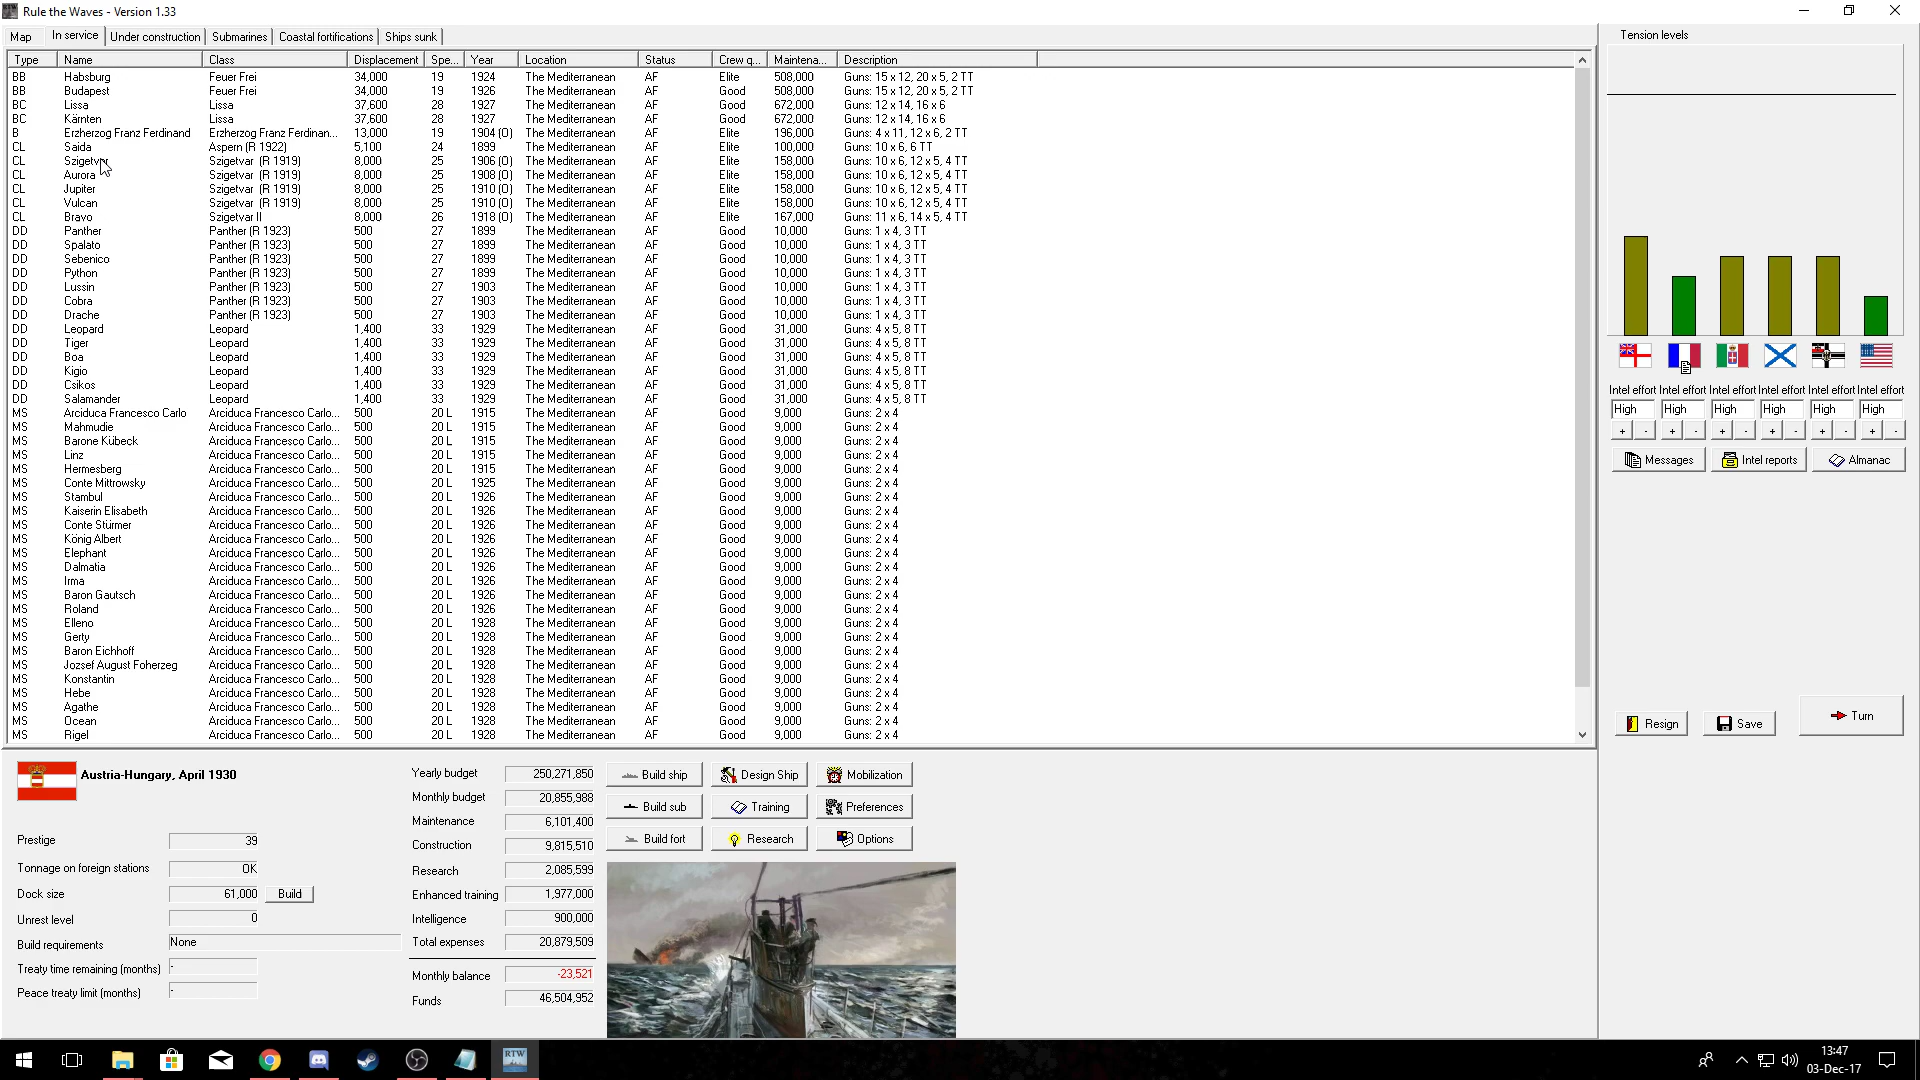 Rule the Waves - Version 1.33
Map In service Under construction Submarines Coastal fortifications Ships sunk
Type Name Class Displacement Spe... Year Location Status Crew q... Maintena... Description
BB Habsburg Feuer Frei 34,000 19 1924 The Mediterranean AF Elite 508,000 Guns: 15 x 12, 20 x 5, 2 TT
BB Budapest Feuer Frei 34,000 19 1926 The Mediterranean AF Good 508,000 Guns: 15 x 12, 20 x 5, 2 TT
BC Lissa Lissa 37,600 28 1927 The Mediterranean AF Good 672,000 Guns: 12 x 14, 16 x 6
BC Kärnten Lissa 37,600 28 1927 The Mediterranean AF Good 672,000 Guns: 12 x 14, 16 x 6
B Erzherzog Franz Ferdinand Erzherzog Franz Ferdinan... 13,000 19 1904 (O) The Mediterranean AF Elite 196,000 Guns: 4 x 11, 12 x 6, 2 TT
CL Saida Aspern (R 1922) 5,100 24 1899 The Mediterranean AF Elite 100,000 Guns: 10 x 6, 6 TT
CL Szigetvar Szigetvar (R 1919) 8,000 25 1906 (O) The Mediterranean AF Elite 158,000 Guns: 10 x 6, 12 x 5, 4 TT
CL Aurora Szigetvar (R 1919) 8,000 25 1908 (O) The Mediterranean AF Elite 158,000 Guns: 10 x 6, 12 x 5, 4 TT
CL Jupiter Szigetvar (R 1919) 8,000 25 1910 (O) The Mediterranean AF Elite 158,000 Guns: 10 x 6, 12 x 5, 4 TT
CL Vulcan Szigetvar (R 1919) 8,000 25 1910 (O) The Mediterranean AF Elite 158,000 Guns: 10 x 6, 12 x 5, 4 TT
CL Bravo Szigetvar II 8,000 26 1918 (O) The Mediterranean AF Elite 167,000 Guns: 11 x 6, 14 x 5, 4 TT
DD Panther Panther (R 1923) 500 27 1899 The Mediterranean AF Good 10,000 Guns: 1 x 4, 3 TT
DD Spalato Panther (R 1923) 500 27 1899 The Mediterranean AF Good 10,000 Guns: 1 x 4, 3 TT
DD Sebenico Panther (R 1923) 500 27 1899 The Mediterranean AF Good 10,000 Guns: 1 x 4, 3 TT
DD Python Panther (R 1923) 500 27 1899 The Mediterranean AF Good 10,000 Guns: 1 x 4, 3 TT
DD Lussin Panther (R 1923) 500 27 1903 The Mediterranean AF Good 10,000 Guns: 1 x 4, 3 TT
DD Cobra Panther (R 1923) 500 27 1903 The Mediterranean AF Good 10,000 Guns: 1 x 4, 3 TT
DD Drache Panther (R 1923) 500 27 1903 The Mediterranean AF Good 10,000 Guns: 1 x 4, 3 TT
DD Leopard Leopard 1,400 33 1929 The Mediterranean AF Good 31,000 Guns: 4 x 5, 8 TT
DD Tiger Leopard 1,400 33 1929 The Mediterranean AF Good 31,000 Guns: 4 x 5, 8 TT
DD Boa Leopard 1,400 33 1929 The Mediterranean AF Good 31,000 Guns: 4 x 5, 8 TT
DD Kigio Leopard 1,400 33 1929 The Mediterranean AF Good 31,000 Guns: 4 x 5, 8 TT
DD Csikos Leopard 1,400 33 1929 The Mediterranean AF Good 31,000 Guns: 4 x 5, 8 TT
DD Salamander Leopard 1,400 33 1929 The Mediterranean AF Good 31,000 Guns: 4 x 5, 8 TT
MS Arciduca Francesco Carlo Arciduca Francesco Carlo... 500 20 L 1915 The Mediterranean AF Good 9,000 Guns: 2 x 4
MS Mahmudie Arciduca Francesco Carlo... 500 20 L 1915 The Mediterranean AF Good 9,000 Guns: 2 x 4
MS Barone Kübeck Arciduca Francesco Carlo... 500 20 L 1915 The Mediterranean AF Good 9,000 Guns: 2 x 4
MS Linz Arciduca Francesco Carlo... 500 20 L 1915 The Mediterranean AF Good 9,000 Guns: 2 x 4
MS Hermesberg Arciduca Francesco Carlo... 500 20 L 1915 The Mediterranean AF Good 9,000 Guns: 2 x 4
MS Conte Mittrowsky Arciduca Francesco Carlo... 500 20 L 1925 The Mediterranean AF Good 9,000 Guns: 2 x 4
MS Stambul Arciduca Francesco Carlo... 500 20 L 1926 The Mediterranean AF Good 9,000 Guns: 2 x 4
MS Kaiserin Elisabeth Arciduca Francesco Carlo... 500 20 L 1926 The Mediterranean AF Good 9,000 Guns: 2 x 4
MS Conte Stürmer Arciduca Francesco Carlo... 500 20 L 1926 The Mediterranean AF Good 9,000 Guns: 2 x 4
MS König Albert Arciduca Francesco Carlo... 500 20 L 1926 The Mediterranean AF Good 9,000 Guns: 2 x 4
MS Elephant Arciduca Francesco Carlo... 500 20 L 1926 The Mediterranean AF Good 9,000 Guns: 2 x 4
MS Dalmatia Arciduca Francesco Carlo... 500 20 L 1926 The Mediterranean AF Good 9,000 Guns: 2 x 4
MS Irma Arciduca Francesco Carlo... 500 20 L 1926 The Mediterranean AF Good 9,000 Guns: 2 x 4
MS Baron Gautsch Arciduca Francesco Carlo... 500 20 L 1926 The Mediterranean AF Good 9,000 Guns: 2 x 4
MS Roland Arciduca Francesco Carlo... 500 20 L 1926 The Mediterranean AF Good 9,000 Guns: 2 x 4
MS Elleno Arciduca Francesco Carlo... 500 20 L 1928 The Mediterranean AF Good 9,000 Guns: 2 x 4
MS Gerty Arciduca Francesco Carlo... 500 20 L 1928 The Mediterranean AF Good 9,000 Guns: 2 x 4
MS Baron Eichhoff Arciduca Francesco Carlo... 500 20 L 1928 The Mediterranean AF Good 9,000 Guns: 2 x 4
MS Jozsef August Foherzeg Arciduca Francesco Carlo... 500 20 L 1928 The Mediterranean AF Good 9,000 Guns: 2 x 4
MS Konstantin Arciduca Francesco Carlo... 500 20 L 1928 The Mediterranean AF Good 9,000 Guns: 2 x 4
MS Hebe Arciduca Francesco Carlo... 500 20 L 1928 The Mediterranean AF Good 9,000 Guns: 2 x 4
MS Agathe Arciduca Francesco Carlo... 500 20 L 1928 The Mediterranean AF Good 9,000 Guns: 2 x 4
MS Ocean Arciduca Francesco Carlo... 500 20 L 1928 The Mediterranean AF Good 9,000 Guns: 2 x 4
MS Rigel Arciduca Francesco Carlo... 500 20 L 1928 The Mediterranean AF Good 9,000 Guns: 2 x 4
Tension levels
Intel effort Intel effort Intel effort Intel effort Intel effort Intel effort
High High High High High High
+ - + - + - + - + - + -
Messages Intel reports Almanac
Resign Save Turn
Austria-Hungary, April 1930
Prestige 39
Tonnage on foreign stations OK
Dock size 61,000 Build
Unrest level 0
Build requirements None
Treaty time remaining (months) -
Peace treaty limit (months) -
Yearly budget 250,271,850
Monthly budget 20,855,988
Maintenance 6,101,400
Construction 9,815,510
Research 2,085,599
Enhanced training 1,977,000
Intelligence 900,000
Total expenses 20,879,509
Monthly balance -23,521
Funds 46,504,952
Build ship Design Ship Mobilization
Build sub Training Preferences
Build fort Research Options
RTW
13:47
03-Dec-17